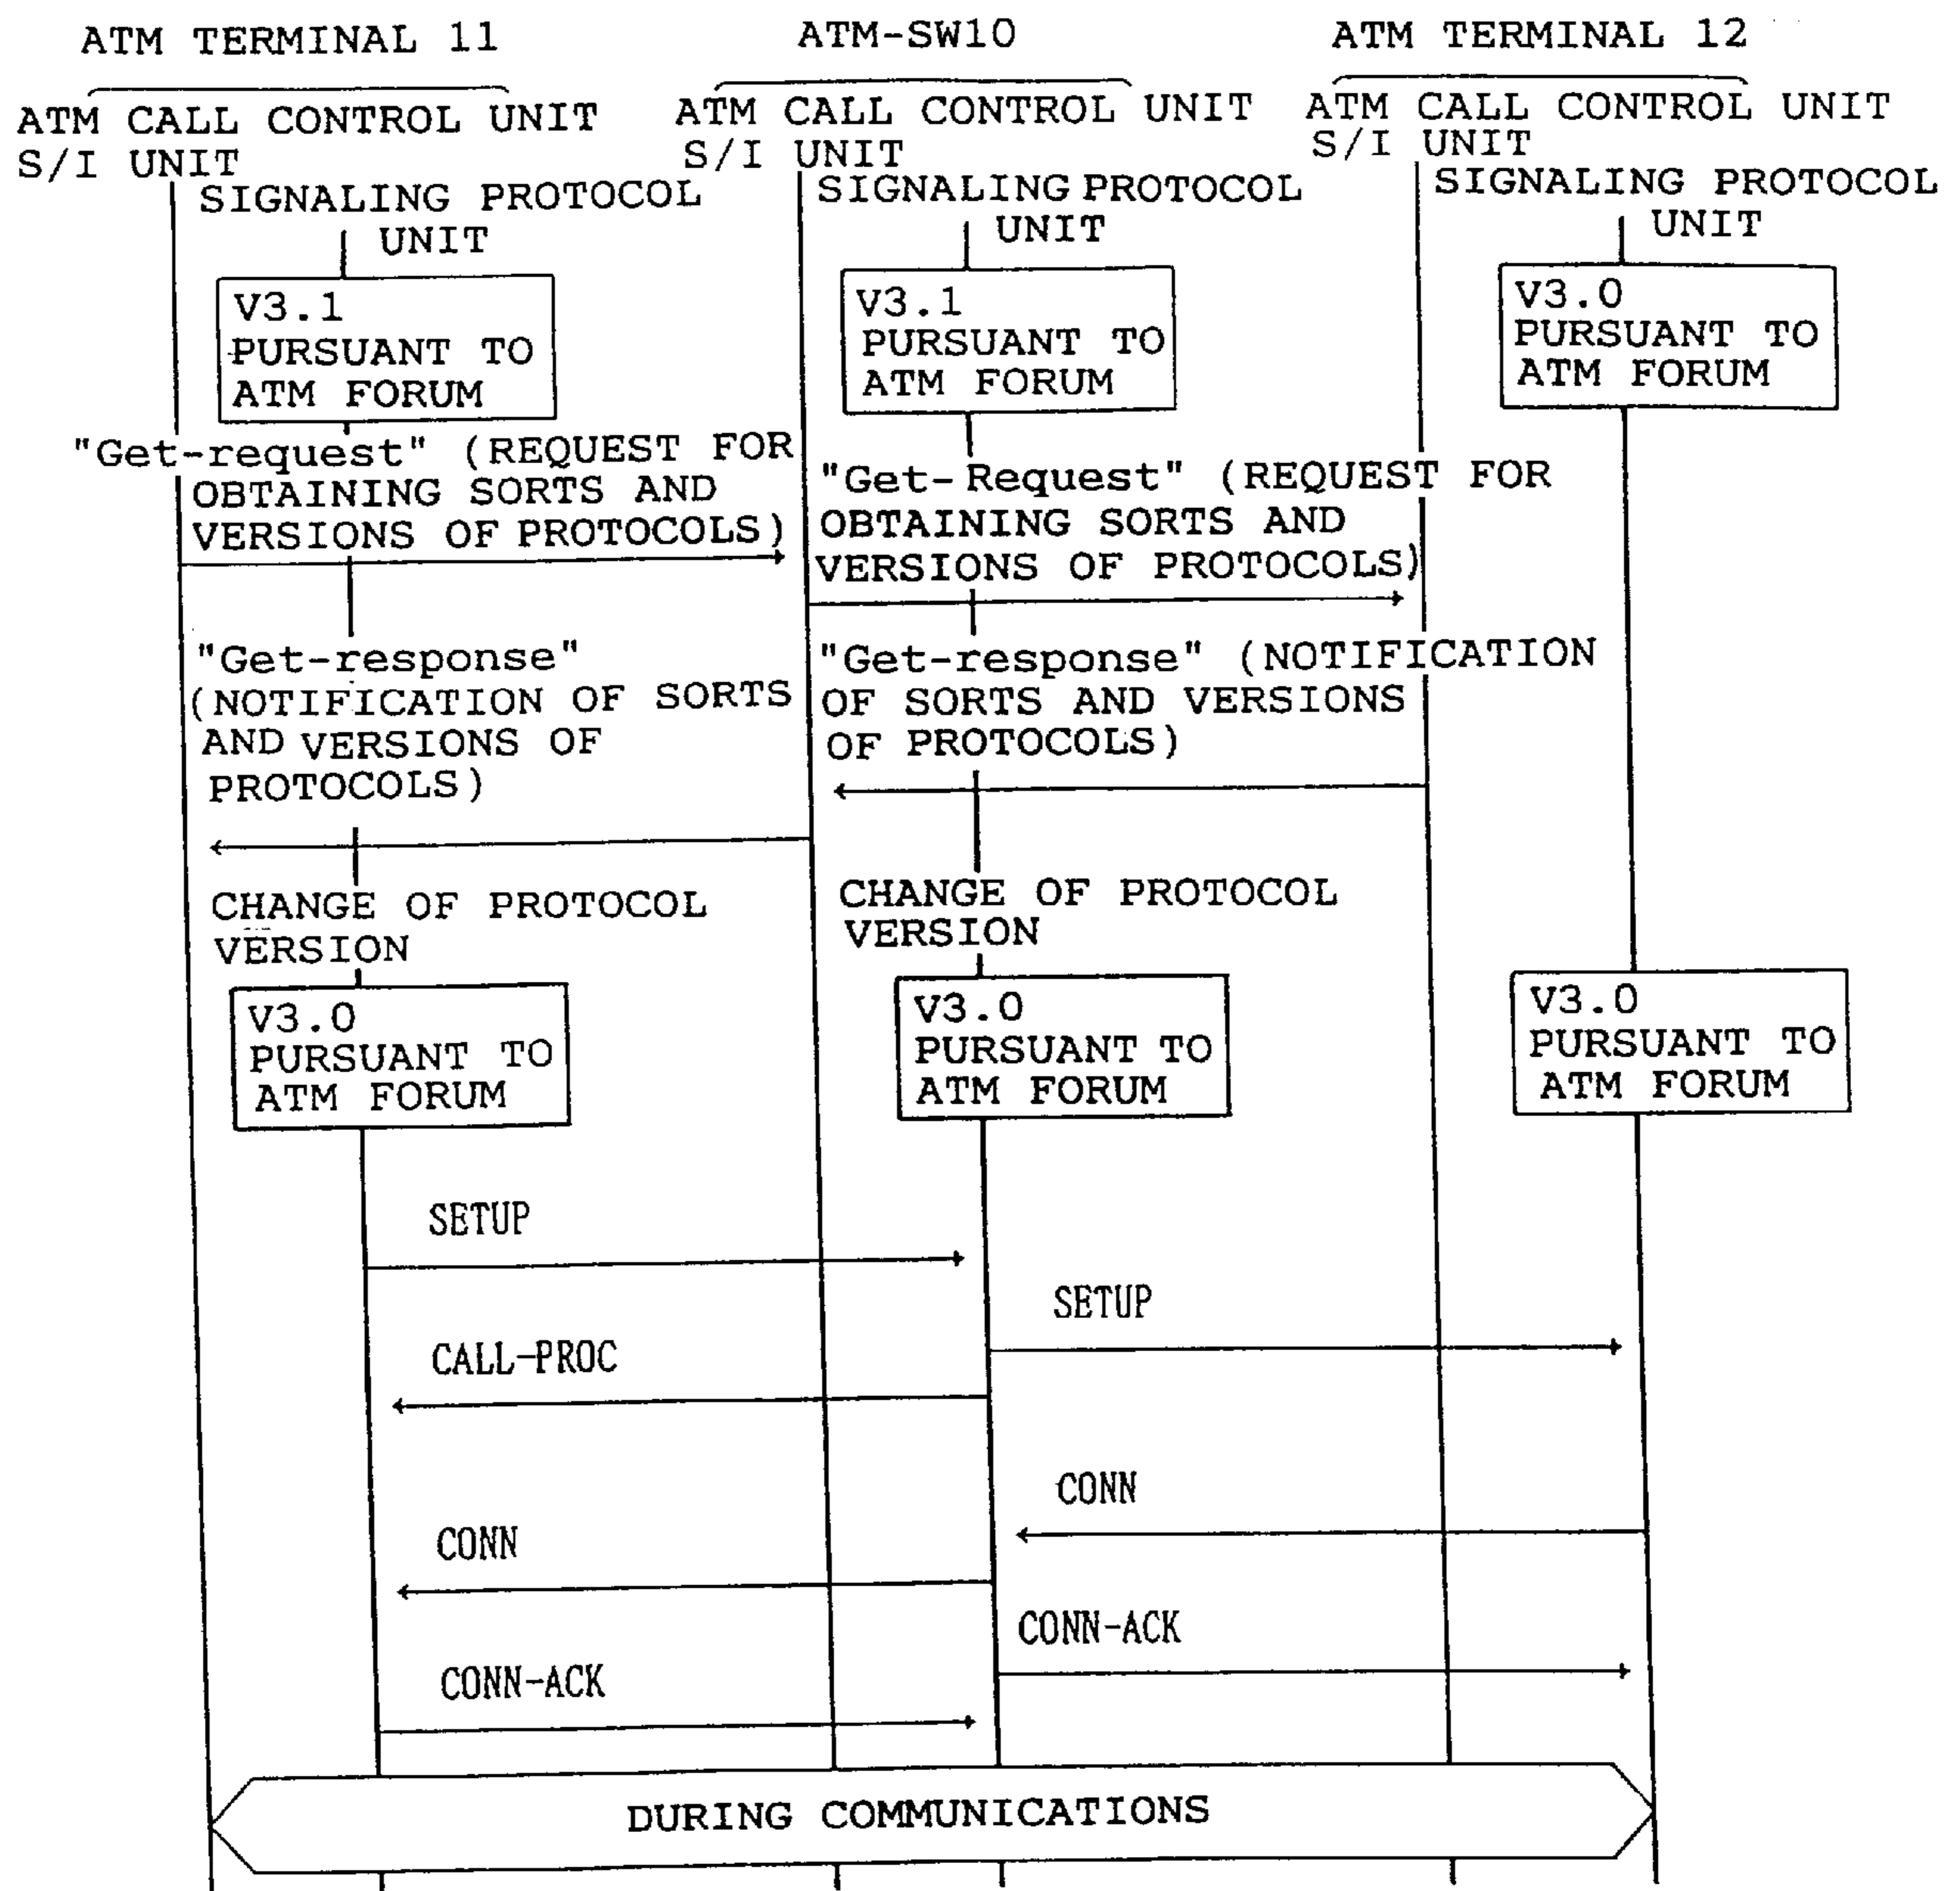 ATM TERMINAL 11
ATM-SW10
ATM TERMINAL 12
ATM CALL CONTROL UNIT
S/I UNIT
ATM CALL CONTROL UNIT
S/I UNIT
ATM CALL CONTROL UNIT
S/I UNIT
SIGNALING PROTOCOL
UNIT
SIGNALING PROTOCOL
UNIT
SIGNALING PROTOCOL
UNIT
V3.1
PURSUANT TO
ATM FORUM
V3.1
PURSUANT TO
ATM FORUM
V3.0
PURSUANT TO
ATM FORUM
"Get-request" (REQUEST FOR
OBTAINING SORTS AND
VERSIONS OF PROTOCOLS)
"Get-Request" (REQUEST FOR
OBTAINING SORTS AND
VERSIONS OF PROTOCOLS)
"Get-response"
(NOTIFICATION OF SORTS
AND VERSIONS OF
PROTOCOLS)
"Get-response" (NOTIFICATION
OF SORTS AND VERSIONS
OF PROTOCOLS)
CHANGE OF PROTOCOL
VERSION
CHANGE OF PROTOCOL
VERSION
V3.0
PURSUANT TO
ATM FORUM
V3.0
PURSUANT TO
ATM FORUM
V3.0
PURSUANT TO
ATM FORUM
SETUP
SETUP
CALL-PROC
CONN
CONN
CONN-ACK
CONN-ACK
DURING COMMUNICATIONS